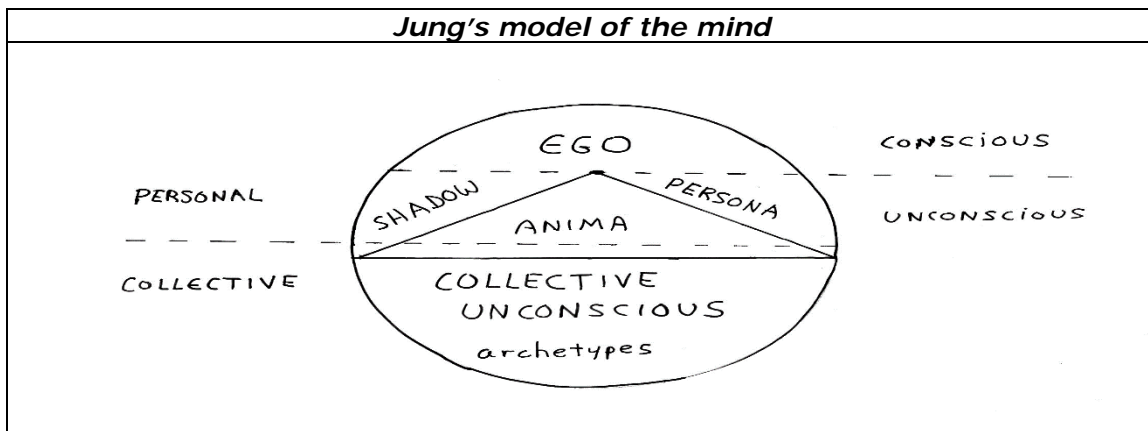 Jung's model of the mind
EGO
CONSCIOUS
PERSONAL
SHADOW
PERSONA
UNCONSCIOUS
ANIMA
COLLECTIVE
COLLECTIVE
UNCONSCIOUS
archetypes